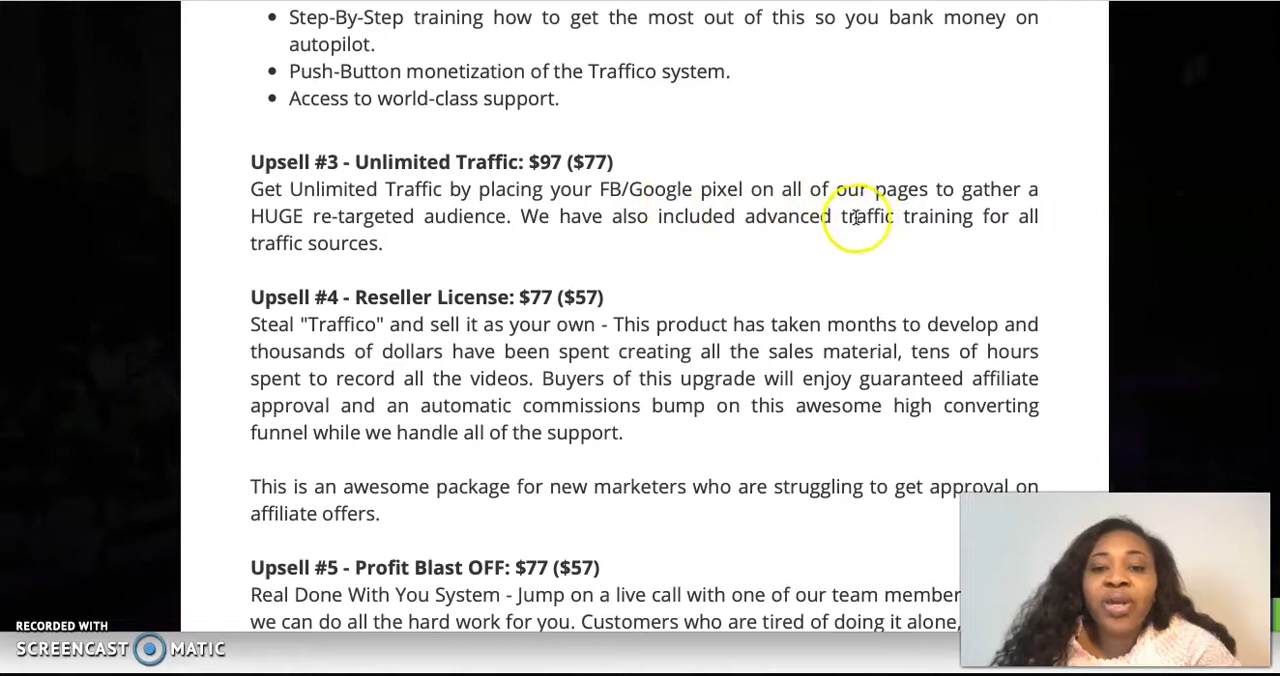 Step-By-Step training how to get the most out of this so you bank money on
autopilot.
Push-Button monetization of the Traffico system.
Access to world-class support.
Upsell #3 - Unlimited Traffic: $97 ($77)
Get Unlimited Traffic by placing your FB/Google pixel on all of our pages to gather a
HUGE re-targeted audience. We have also included advanced traffic training for all
traffic sources.
Upsell #4 - Reseller License: $77 ($57)
Steal "Traffico" and sell it as your own - This product has taken months to develop and
thousands of dollars have been spent creating all the sales material, tens of hours
spent to record all the videos. Buyers of this upgrade will enjoy guaranteed affiliate
approval and an automatic commissions bump on this awesome high converting
funnel while we handle all of the support.
This is an awesome package for new marketers who are struggling to get approval on
affiliate offers.
Upsell #5 - Profit Blast OFF: $77 ($57)
Real Done With You System - Jump on a live call with one of our team member
we can do all the hard work for you. Customers who are tired of doing it alone,
RECORDED WITH
SCREENCAST MATIC